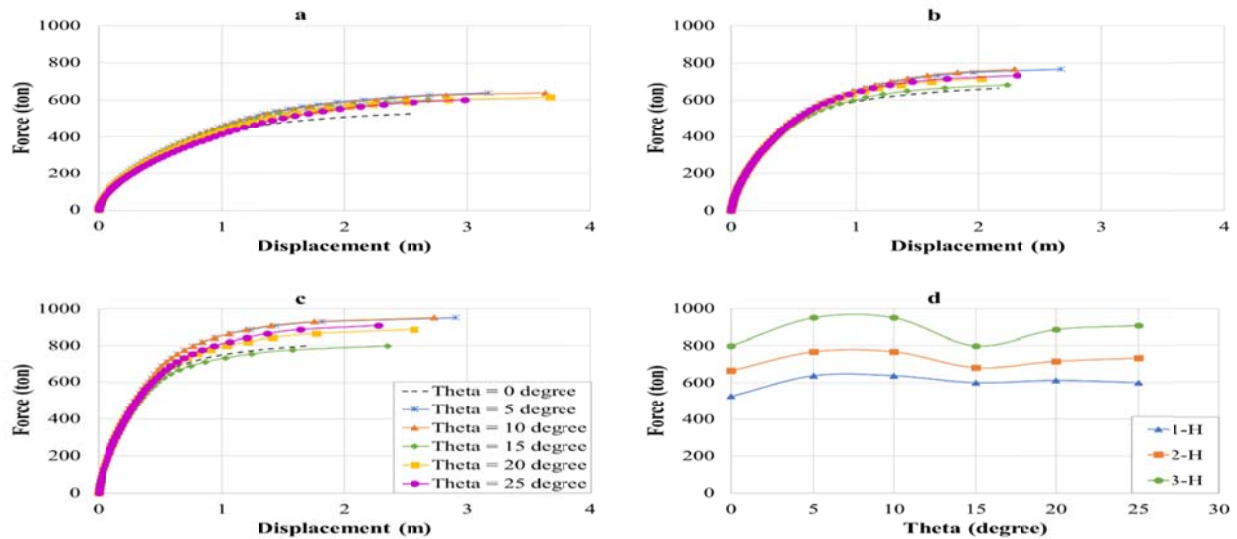 a
Force (ton)
1000
800
600
400
200
0
0 1 2 3 4
Displacement (m)
b
Force (ton)
1000
800
600
400
200
0
0 1 2 3 4
Displacement (m)
c
Force (ton)
1000
800
600
400
200
0
0 1 2 3 4
Displacement (m)
Theta = 0 degree
Theta = 5 degree
Theta = 10 degree
Theta = 15 degree
Theta = 20 degree
Theta = 25 degree
d
Force (ton)
1000
800
600
400
200
0
0 5 10 15 20 25 30
Theta (degree)
1-H
2-H
3-H